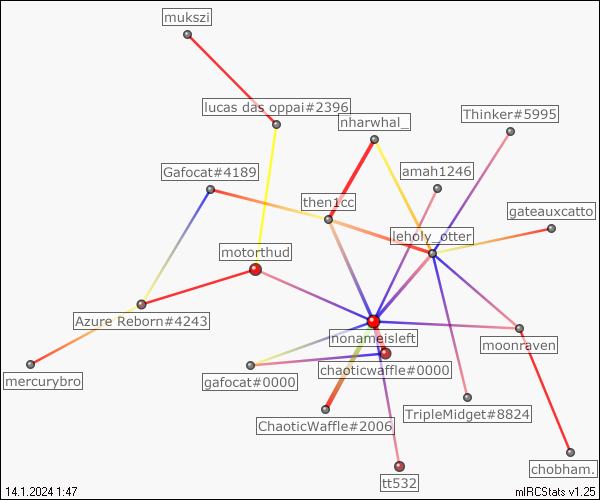 mukszi
lucas das oppai#2396
Thinker#5995
nharwhal_
Gafocat#4189
amah1246
then1cc
gateauxcatto
leholy_otter
motorthud
Azure Reborn#4243
nonameisleft
moonraven
chaoticwaffle#0000
mercurybro
gafocat#0000
TripleMidget#8824
ChaoticWaffle#2006
chobham.
tt532
14.1.2024 1:47
mIRCStats v1.25